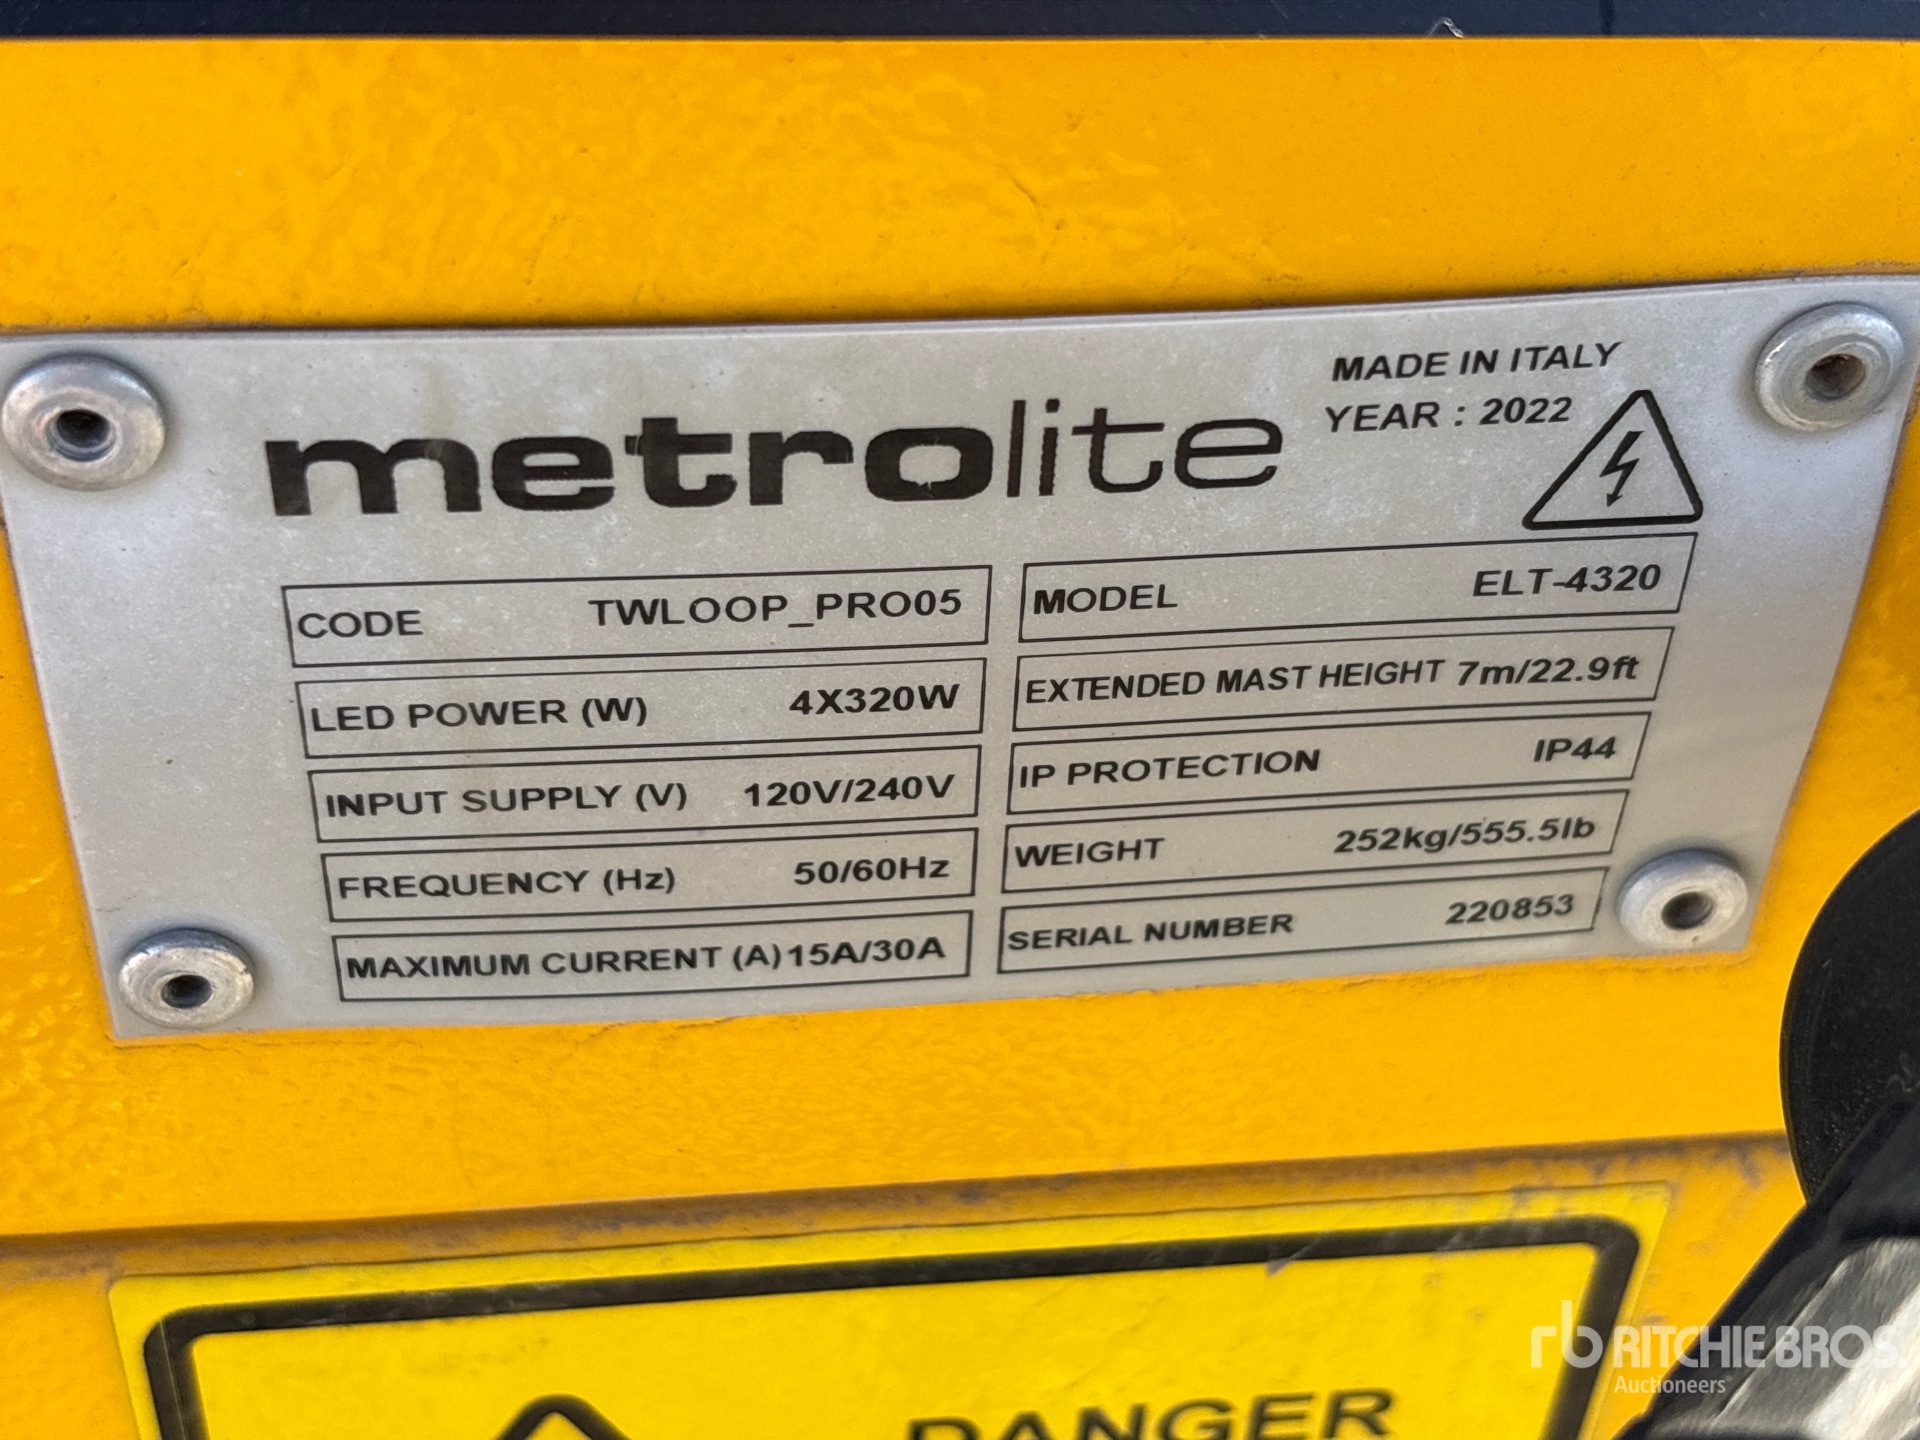 MADE IN ITALY
YEAR : 2022
metrolite
CODE TWLOOP_PRO05
LED POWER (W) 4X320W
INPUT SUPPLY (V) 120V/240V
FREQUENCY (Hz) 50/60Hz
MAXIMUM CURRENT (A) 15A/30A
MODEL ELT-4320
EXTENDED MAST HEIGHT 7m/22.9ft
IP PROTECTION IP44
WEIGHT 252kg/555.5lb
SERIAL NUMBER 220853
DANGER
rb RITCHIE BROS
Auctioneers